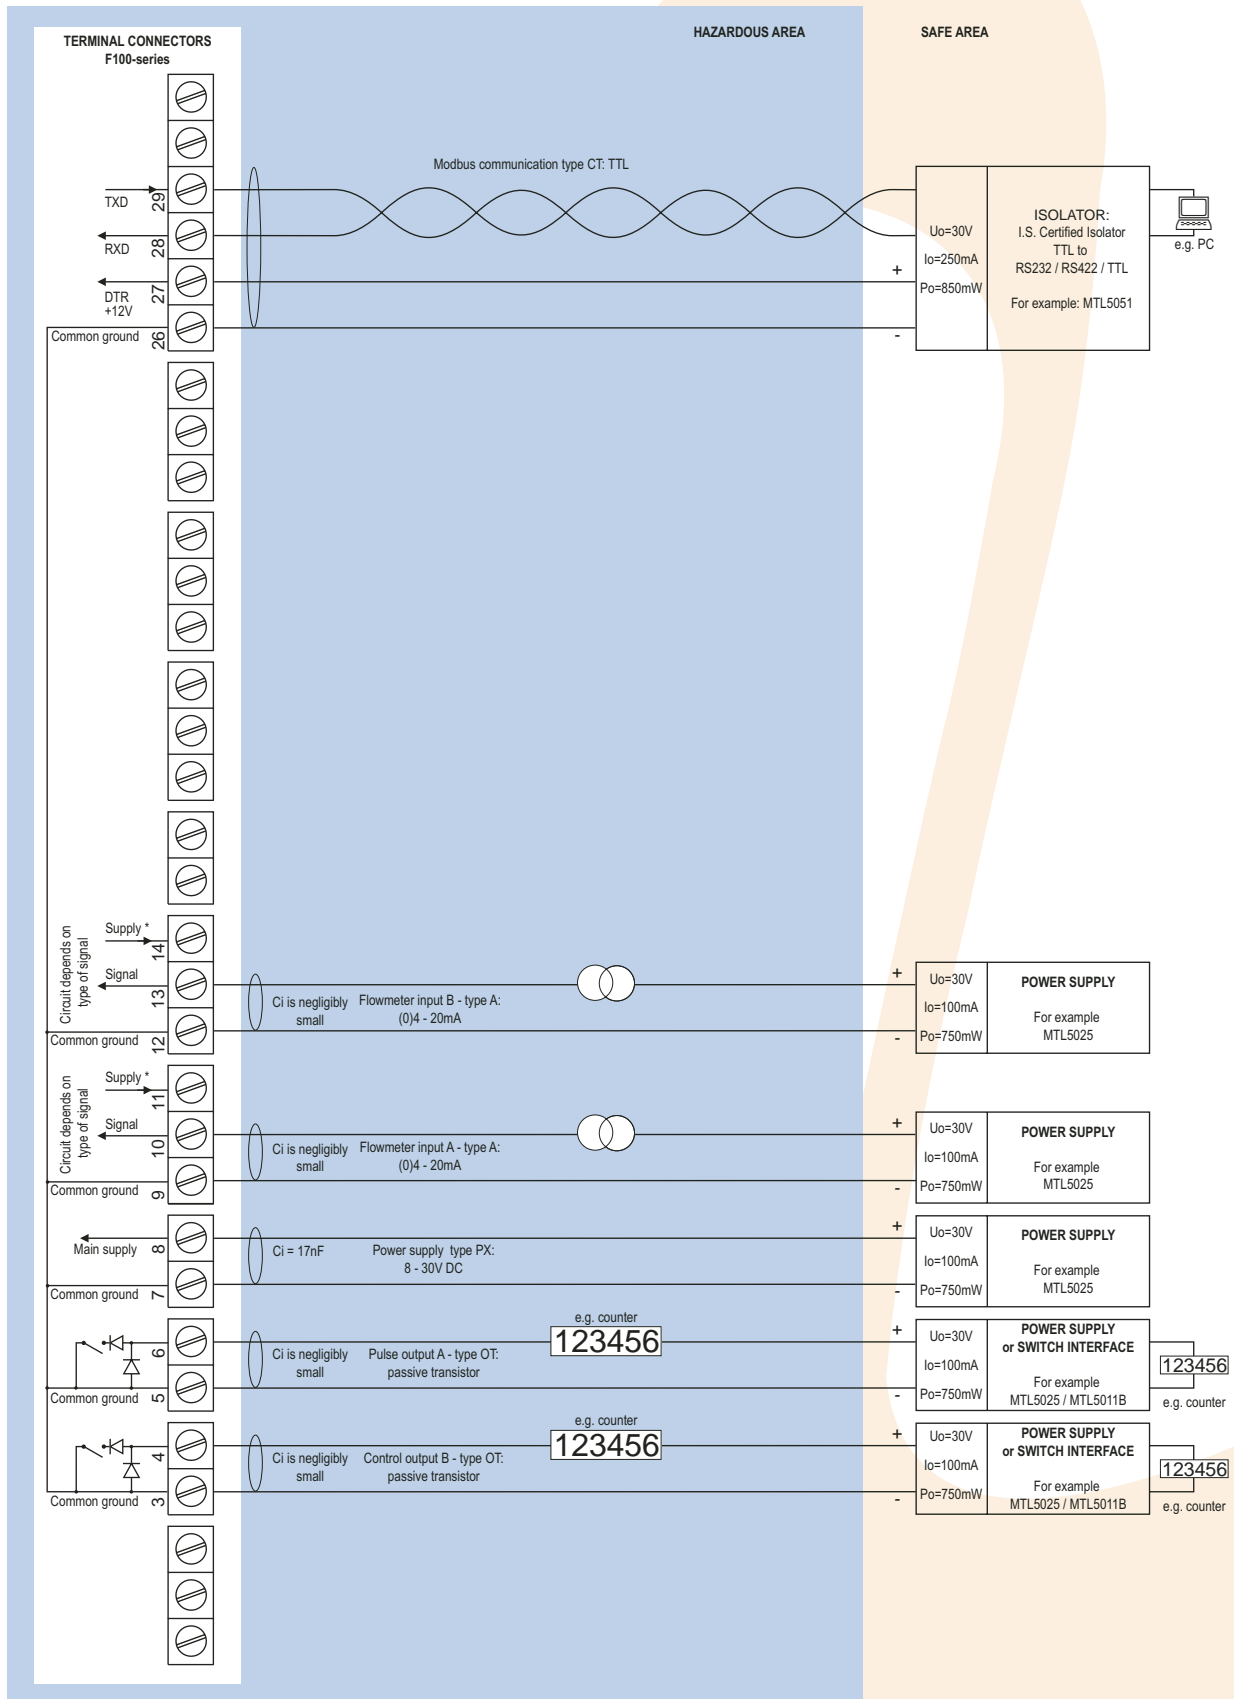 HAZARDOUS AREA
SAFE AREA
TERMINAL CONNECTORS
F100-series
Modbus communication type CT: TTL
TXD
29
RXD
28
DTR
+12V
27
Common ground
26
+
-
Uo=30V
Io=250mA
Po=850mW
ISOLATOR:
I.S. Certified Isolator
TTL to
RS232 / RS422 / TTL
For example: MTL5051
e.g. PC
Circuit depends on
type of signal
Supply *
14
Signal
13
Common ground
12
Ci is negligibly
small
Flowmeter input B - type A:
(0)4 - 20mA
+
-
Uo=30V
Io=100mA
Po=750mW
POWER SUPPLY
For example
MTL5025
Circuit depends on
type of signal
Supply *
11
Signal
10
Common ground
9
Ci is negligibly
small
Flowmeter input A - type A:
(0)4 - 20mA
+
-
Uo=30V
Io=100mA
Po=750mW
POWER SUPPLY
For example
MTL5025
Main supply
8
Common ground
7
Ci = 17nF
Power supply type PX:
8 - 30V DC
+
-
Uo=30V
Io=100mA
Po=750mW
POWER SUPPLY
For example
MTL5025
6
Common ground
5
Ci is negligibly
small
Pulse output A - type OT:
passive transistor
e.g. counter
123456
+
-
Uo=30V
Io=100mA
Po=750mW
POWER SUPPLY
or SWITCH INTERFACE
For example
MTL5025 / MTL5011B
123456
e.g. counter
4
Common ground
3
Ci is negligibly
small
Control output B - type OT:
passive transistor
e.g. counter
123456
+
-
Uo=30V
Io=100mA
Po=750mW
POWER SUPPLY
or SWITCH INTERFACE
For example
MTL5025 / MTL5011B
123456
e.g. counter